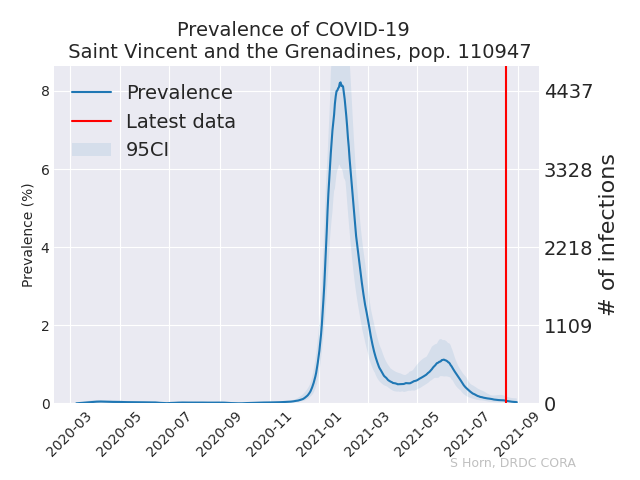 Prevalence of COVID-19
Saint Vincent and the Grenadines, pop. 110947
Prevalence
Latest data
95CI
8
6
4
2
0
Prevalence (%)
4437
3328
2218
1109
0
# of infections
2020-03
2020-05
2020-07
2020-09
2020-11
2021-01
2021-03
2021-05
2021-07
2021-09
S Horn, DRDC CORA